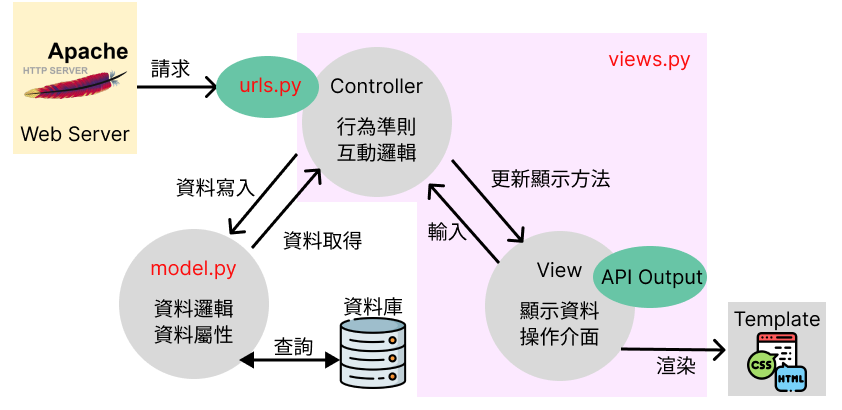 Apache
HTTP SERVER
Web Server
請求
urls.py
Controller
行為準則
互動邏輯
views.py
資料寫入
資料取得
更新顯示方法
輸入
model.py
資料邏輯
資料屬性
查詢
資料庫
View
顯示資料
操作介面
API Output
渲染
Template
CSS
HTML